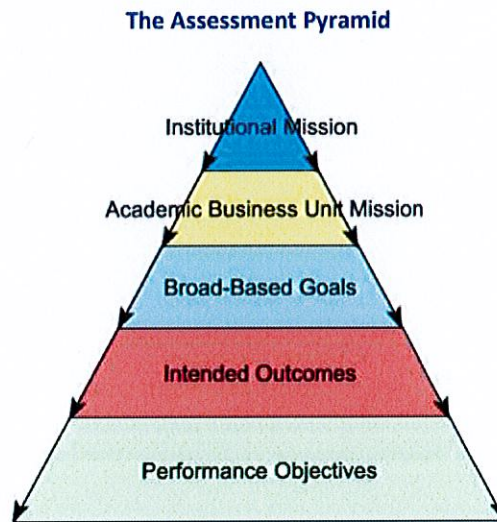 The Assessment Pyramid
Institutional Mission
Academic Business Unit Mission
Broad-Based Goals
Intended Outcomes
Performance Objectives